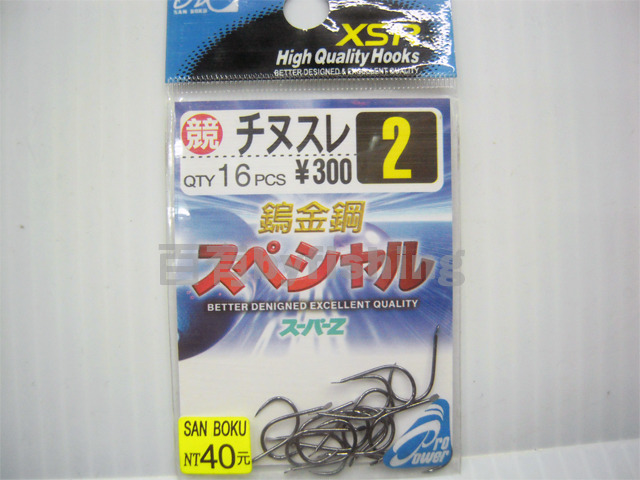 SAN BOKU
XSR
High Quality Hooks
BETTER DESIGNED & EXCELLENT QUALITY
競 チヌスレ 2
QTY 16 PCS ¥300
鎢金鋼
スペシャル
BETTER DENIGNED EXCELLENT QUALITY
スーパーZ
SAN BOKU
NT40元
Pro
Power